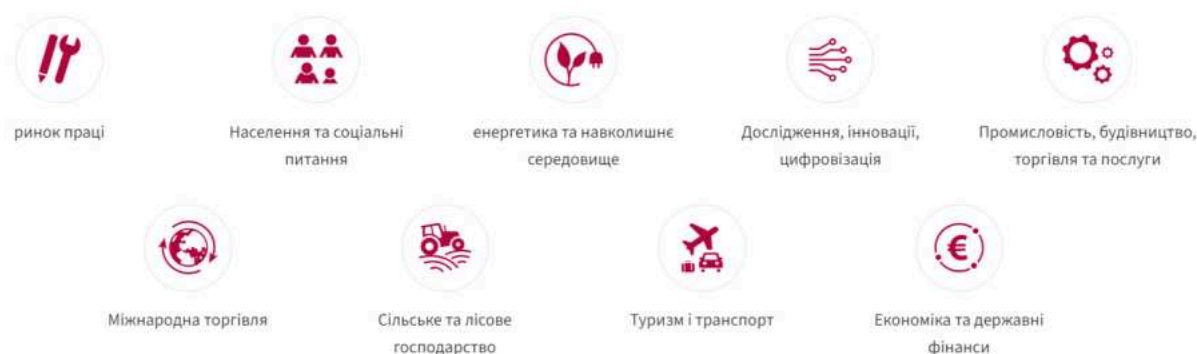 ринок праці
Населення та соціальні
питання
енергетика та навколишнє
середовище
Дослідження, інновації,
цифровізація
Промисловість, будівництво,
торгівля та послуги
Міжнародна торгівля
Сільське та лісове
господарство
Туризм і транспорт
Економіка та державні
фінанси